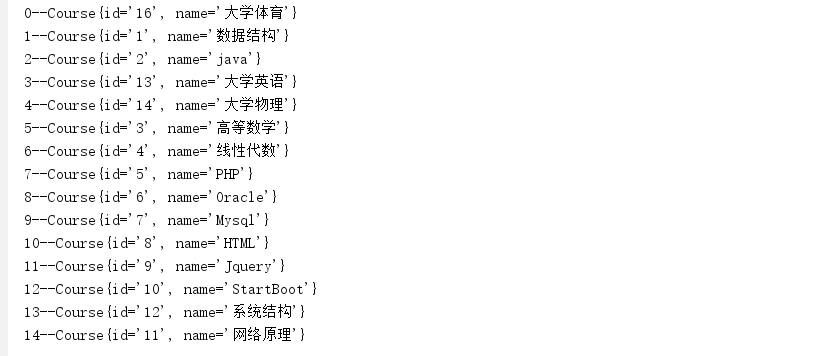 0--Course{id='16', name='大学体育'}
1--Course{id='1', name='数据结构'}
2--Course{id='2', name='java'}
3--Course{id='13', name='大学英语'}
4--Course{id='14', name='大学物理'}
5--Course{id='3', name='高等数学'}
6--Course{id='4', name='线性代数'}
7--Course{id='5', name='PHP'}
8--Course{id='6', name='Oracle'}
9--Course{id='7', name='Mysql'}
10--Course{id='8', name='HTML'}
11--Course{id='9', name='Jquery'}
12--Course{id='10', name='StartBoot'}
13--Course{id='12', name='系统结构'}
14--Course{id='11', name='网络原理'}